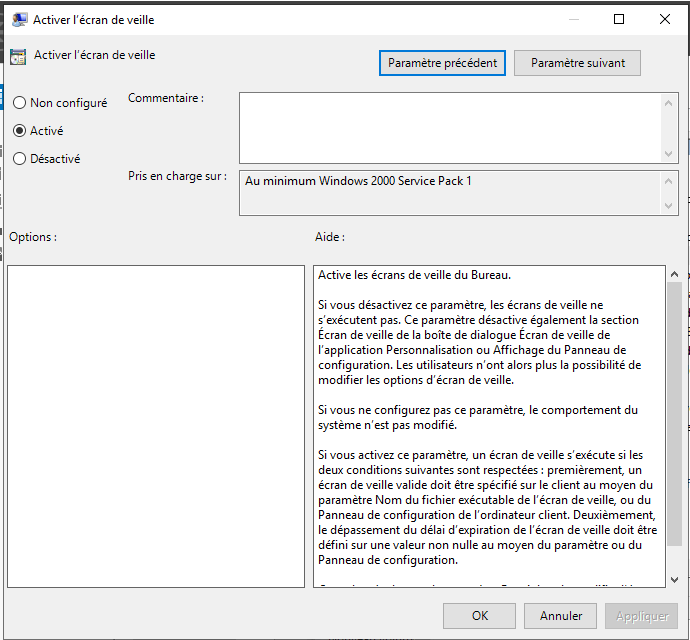 Activer l’écran de veille
Activer l’écran de veille
Paramètre précédent
Paramètre suivant
Non configuré
Commentaire :
Activé
Désactivé
Pris en charge sur :
Au minimum Windows 2000 Service Pack 1
Options :
Aide :
Active les écrans de veille du Bureau.
Si vous désactivez ce paramètre, les écrans de veille ne
s’exécutent pas. Ce paramètre désactive également la section
Écran de veille de la boîte de dialogue Écran de veille de
l’application Personnalisation ou Affichage du Panneau de
configuration. Les utilisateurs n’ont alors plus la possibilité de
modifier les options d’écran de veille.
Si vous ne configurez pas ce paramètre, le comportement du
système n’est pas modifié.
Si vous activez ce paramètre, un écran de veille s’exécute si les
deux conditions suivantes sont respectées : premièrement, un
écran de veille valide doit être spécifié sur le client au moyen du
paramètre Nom du fichier exécutable de l’écran de veille, ou du
Panneau de configuration de l’ordinateur client. Deuxièmement,
le dépassement du délai d’expiration de l’écran de veille doit être
défini sur une valeur non nulle au moyen du paramètre ou du
Panneau de configuration.
OK
Annuler
Appliquer